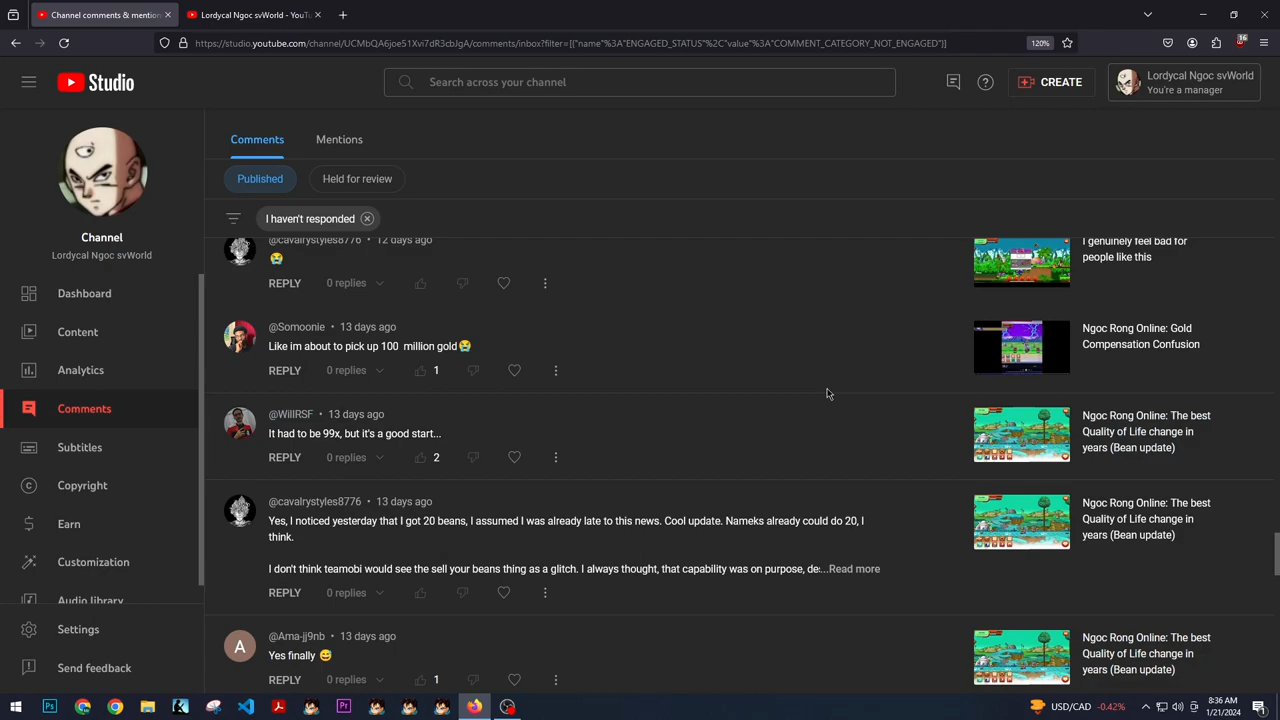 Channel comments & mention
Lordycal Ngoc svWorld - YouTu
https://studio.youtube.com/channel/UCMbQA6joe51Xvi7dR3cbJgA/comments/inbox?filter=[{"name"%3A"ENGAGED_STATUS"%2C"value"%3A"COMMENT_CATEGORY_NOT_ENGAGED"}]
120%
16
Studio
Search across your channel
CREATE
Lordycal Ngoc svWorld
You're a manager
Channel
Lordycal Ngoc svWorld
Dashboard
Content
Analytics
Comments
Subtitles
Copyright
Earn
Customization
Audio library
Settings
Send feedback
Comments
Mentions
Published
Held for review
I haven't responded
@cavalrystyles8776 • 12 days ago
😭
REPLY 0 replies
I genuinely feel bad for
people like this
@Somoonie • 13 days ago
Like im about to pick up 100 million gold😭
REPLY 0 replies 1
Ngoc Rong Online: Gold
Compensation Confusion
@WillRSF • 13 days ago
It had to be 99x, but it's a good start...
REPLY 0 replies 2
Ngoc Rong Online: The best
Quality of Life change in
years (Bean update)
@cavalrystyles8776 • 13 days ago
Yes, I noticed yesterday that I got 20 beans, I assumed I was already late to this news. Cool update. Nameks already could do 20, I
think.
I don't think teamobi would see the sell your beans thing as a glitch. I always thought, that capability was on purpose, de...Read more
REPLY 0 replies
Ngoc Rong Online: The best
Quality of Life change in
years (Bean update)
A
@Ama-jj9nb • 13 days ago
Yes finally 😅
REPLY 0 replies 1
Ngoc Rong Online: The best
Quality of Life change in
years (Bean update)
USD/CAD -0.42%
8:36 AM
1/21/2024